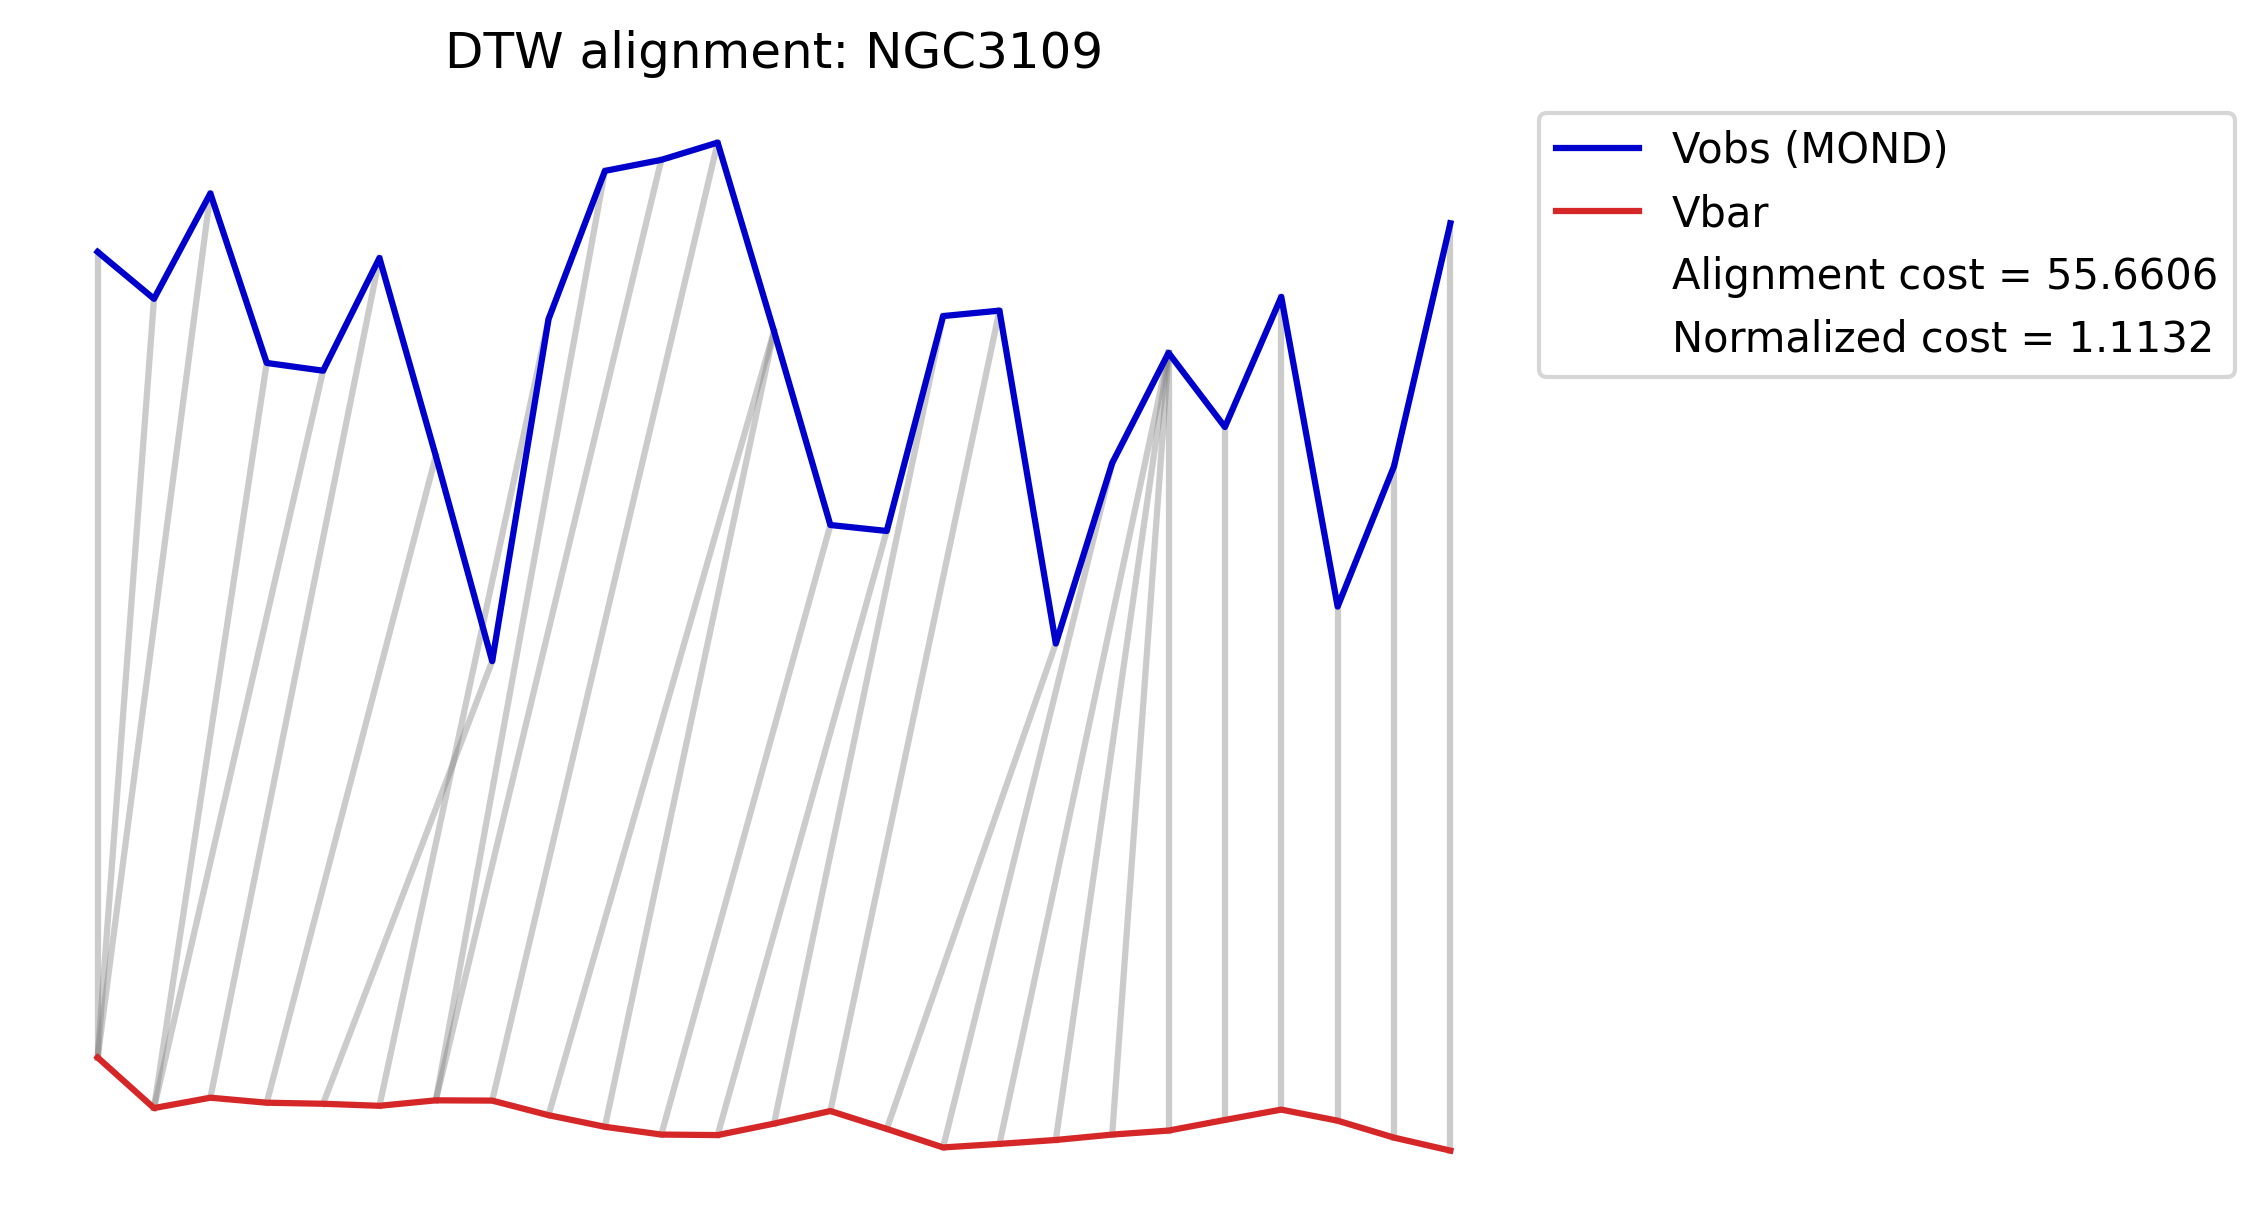 DTW alignment: NGC3109
Vobs (MOND)
Vbar
Alignment cost = 55.6606
Normalized cost = 1.1132